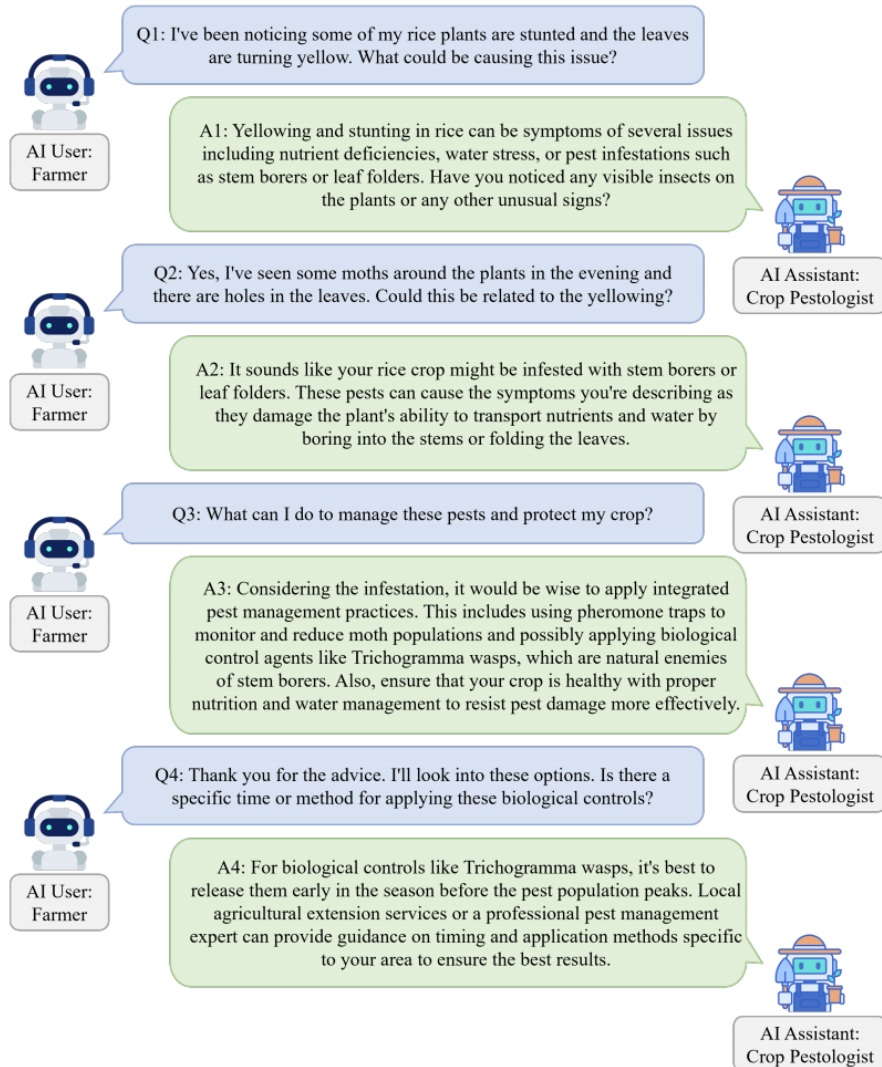 Q1: I've been noticing some of my rice plants are stunted and the leaves
are turning yellow. What could be causing this issue?
AI User:
Farmer
A1: Yellowing and stunting in rice can be symptoms of several issues
including nutrient deficiencies, water stress, or pest infestations such
as stem borers or leaf folders. Have you noticed any visible insects on
the plants or any other unusual signs?
AI Assistant:
Crop Pestologist
Q2: Yes, I've seen some moths around the plants in the evening and
there are holes in the leaves. Could this be related to the yellowing?
AI User:
Farmer
A2: It sounds like your rice crop might be infested with stem borers or
leaf folders. These pests can cause the symptoms you're describing as
they damage the plant's ability to transport nutrients and water by
boring into the stems or folding the leaves.
AI Assistant:
Crop Pestologist
Q3: What can I do to manage these pests and protect my crop?
AI User:
Farmer
A3: Considering the infestation, it would be wise to apply integrated
pest management practices. This includes using pheromone traps to
monitor and reduce moth populations and possibly applying biological
control agents like Trichogramma wasps, which are natural enemies
of stem borers. Also, ensure that your crop is healthy with proper
nutrition and water management to resist pest damage more effectively.
AI Assistant:
Crop Pestologist
Q4: Thank you for the advice. I'll look into these options. Is there a
specific time or method for applying these biological controls?
AI User:
Farmer
A4: For biological controls like Trichogramma wasps, it's best to
release them early in the season before the pest population peaks. Local
agricultural extension services or a professional pest management
expert can provide guidance on timing and application methods specific
to your area to ensure the best results.
AI Assistant:
Crop Pestologist